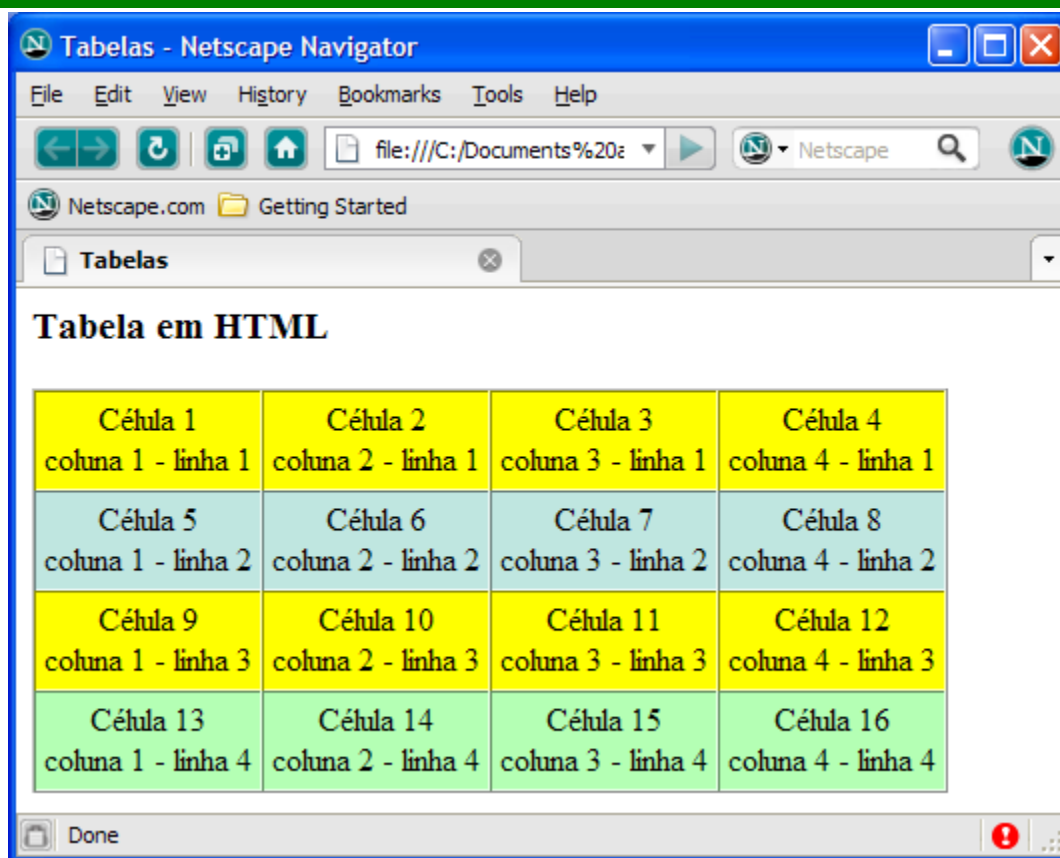 Tabelas - Netscape Navigator
File Edit View History Bookmarks Tools Help
file:///C:/Documents%20a Netscape
Netscape.com Getting Started
Tabelas
Tabela em HTML
Célula 1 Célula 2 Célula 3 Célula 4
coluna 1 - linha 1 coluna 2 - linha 1 coluna 3 - linha 1 coluna 4 - linha 1
Célula 5 Célula 6 Célula 7 Célula 8
coluna 1 - linha 2 coluna 2 - linha 2 coluna 3 - linha 2 coluna 4 - linha 2
Célula 9 Célula 10 Célula 11 Célula 12
coluna 1 - linha 3 coluna 2 - linha 3 coluna 3 - linha 3 coluna 4 - linha 3
Célula 13 Célula 14 Célula 15 Célula 16
coluna 1 - linha 4 coluna 2 - linha 4 coluna 3 - linha 4 coluna 4 - linha 4
Done